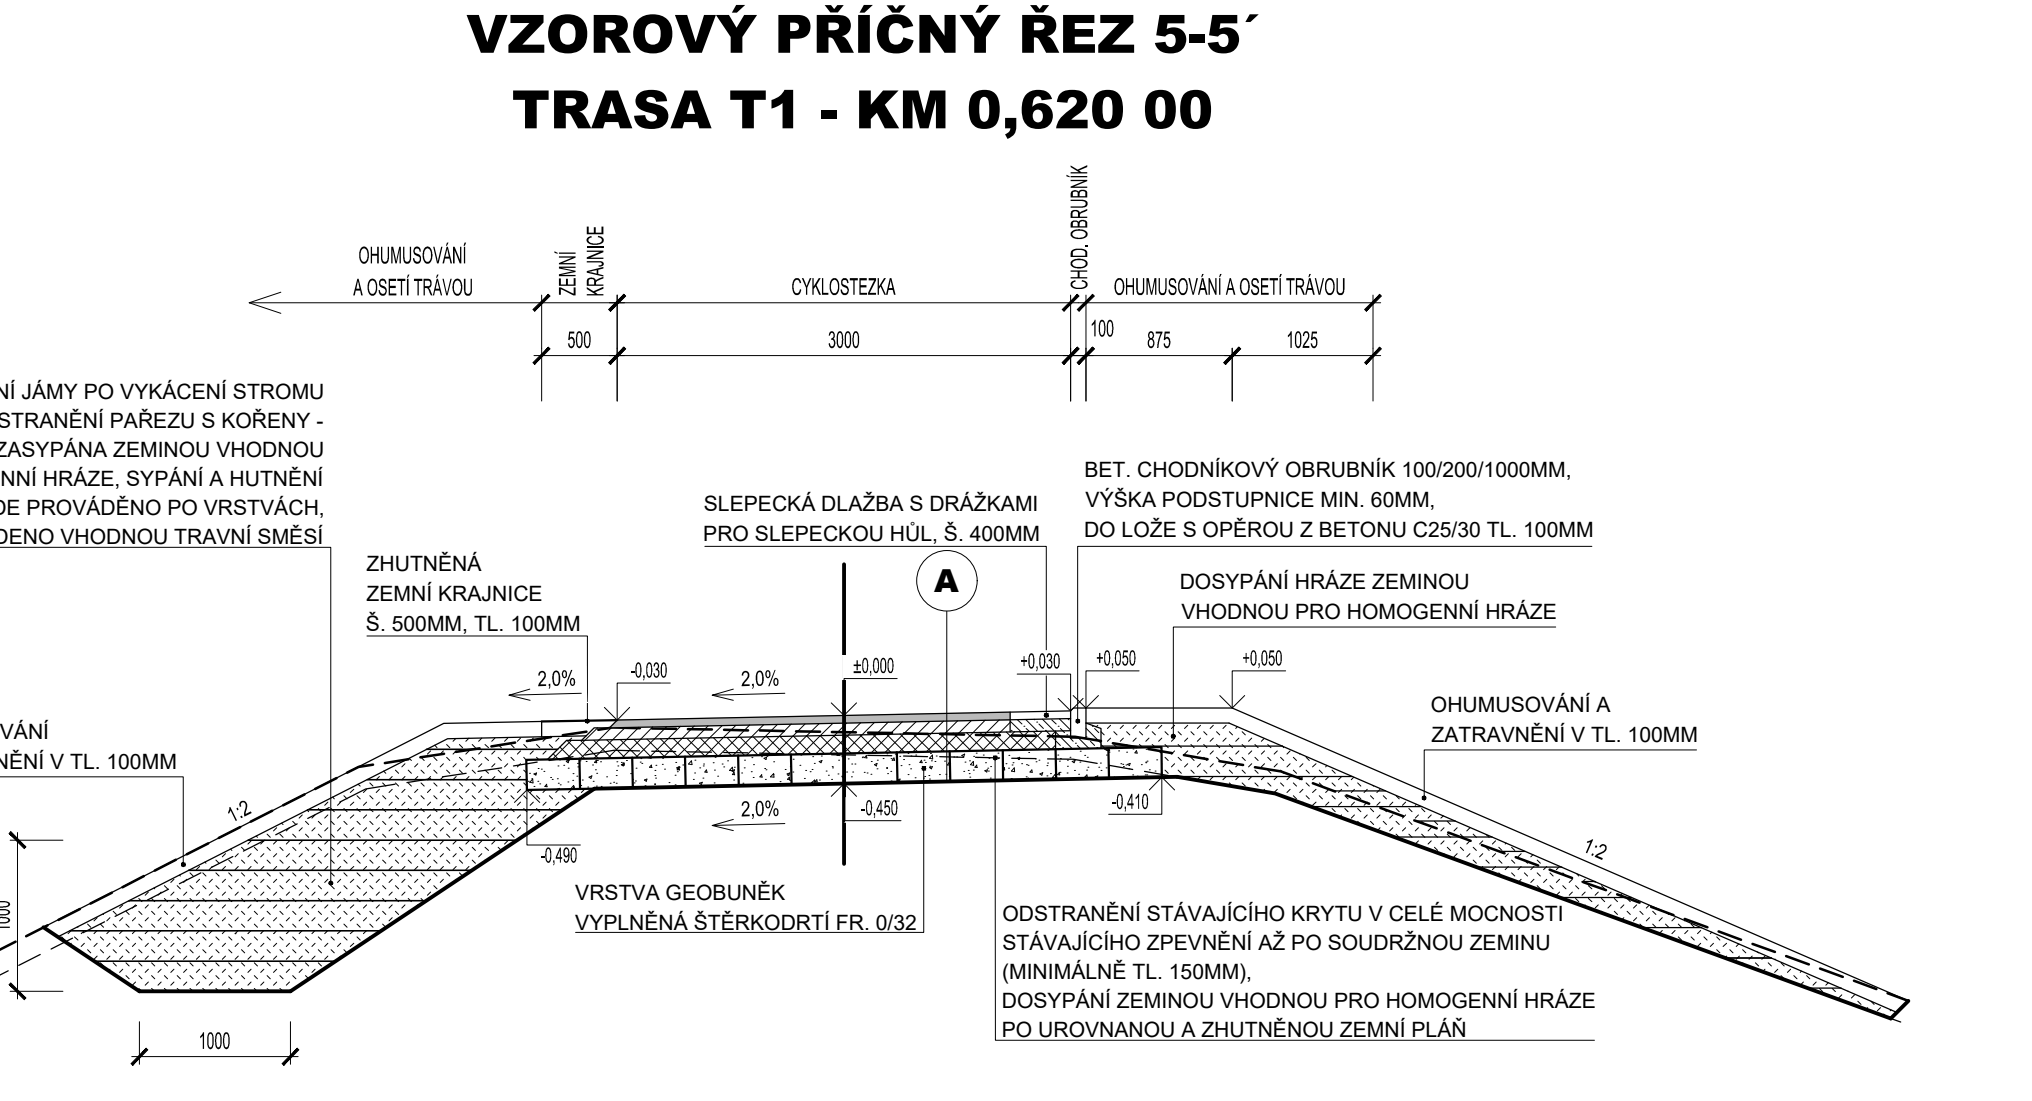 VZOROVÝ PŘÍČNÝ ŘEZ 5-5´
TRASA T1 - KM 0,620 00
OHUMUSOVÁNÍ
A OSETÍ TRÁVOU
ZEMNÍ
KRAJNICE
CYKLOSTEZKA
CHOD. OBRUBNÍK
OHUMUSOVÁNÍ A OSETÍ TRÁVOU
500
3000
100
875
1025
NÍ JÁMY PO VYKÁCENÍ STROMU
STRANĚNÍ PAŘEZU S KOŘENY -
ZASYPÁNA ZEMINOU VHODNOU
NNÍ HRÁZE, SYPÁNÍ A HUTNĚNÍ
DE PROVÁDĚNO PO VRSTVÁCH,
DENO VHODNOU TRAVNÍ SMĚSÍ
BET. CHODNÍKOVÝ OBRUBNÍK 100/200/1000MM,
VÝŠKA PODSTUPNICE MIN. 60MM,
DO LOŽE S OPĚROU Z BETONU C25/30 TL. 100MM
SLEPECKÁ DLAŽBA S DRÁŽKAMI
PRO SLEPECKOU HŮL, Š. 400MM
ZHUTNĚNÁ
ZEMNÍ KRAJNICE
Š. 500MM, TL. 100MM
A
DOSYPÁNÍ HRÁZE ZEMINOU
VHODNOU PRO HOMOGENNÍ HRÁZE
2,0%
-0,030
2,0%
±0,000
+0,030
+0,050
+0,050
OHUMUSOVÁNÍ A
ZATRAVNĚNÍ V TL. 100MM
VÁNÍ
NĚNÍ V TL. 100MM
1:2
2,0%
-0,450
-0,410
-0,490
1:2
1000
VRSTVA GEOBUNĚK
VYPLNĚNÁ ŠTĚRKODRTÍ FR. 0/32
ODSTRANĚNÍ STÁVAJÍCÍHO KRYTU V CELÉ MOCNOSTI
STÁVAJÍCÍHO ZPEVNĚNÍ AŽ PO SOUDRŽNOU ZEMINU
(MINIMÁLNĚ TL. 150MM),
DOSYPÁNÍ ZEMINOU VHODNOU PRO HOMOGENNÍ HRÁZE
PO UROVNANOU A ZHUTNĚNOU ZEMNÍ PLÁŇ
1000